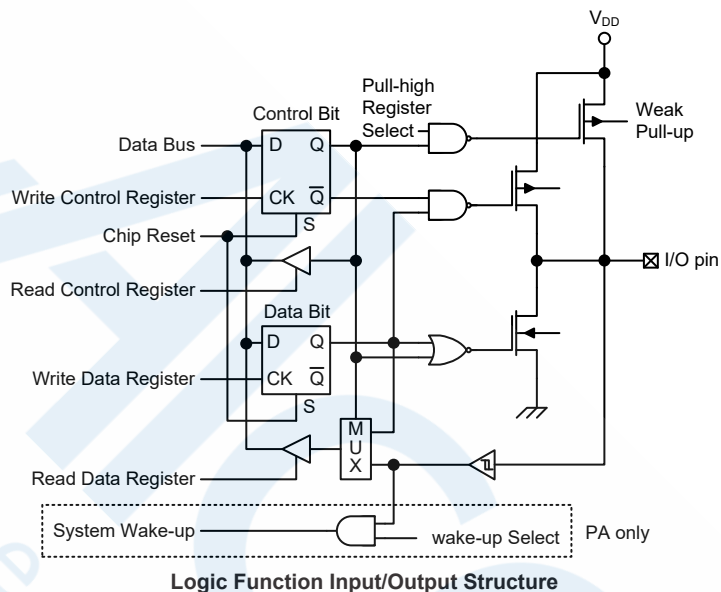 V_DD
Pull-high
Register
Select
Weak
Pull-up
Control Bit
Data Bus
D
Q
Write Control Register
CK
Q̅
S
Chip Reset
I/O pin
Read Control Register
Data Bit
D
Q
Write Data Register
CK
Q̅
S
M
U
X
Read Data Register
System Wake-up
wake-up Select
PA only
Logic Function Input/Output Structure